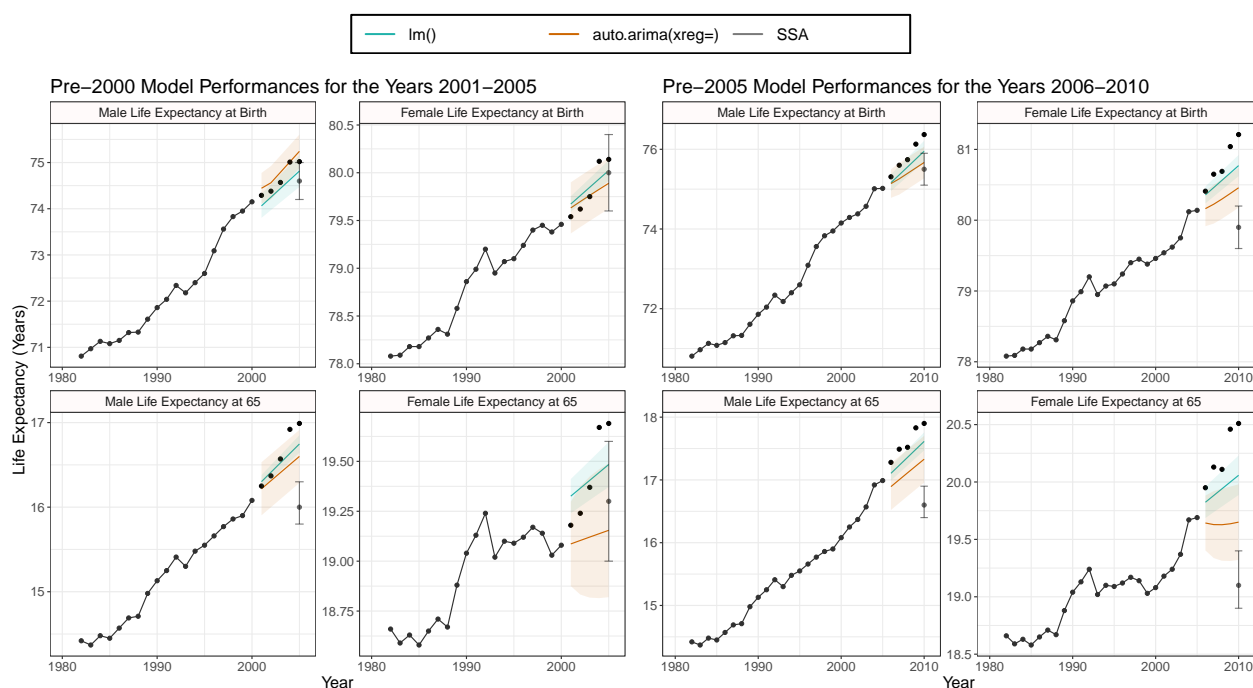 lm() auto.arima(xreg=) SSA
Pre−2000 Model Performances for the Years 2001−2005
Pre−2005 Model Performances for the Years 2006−2010
Male Life Expectancy at Birth
75
74
73
72
71
1980 1990 2000
Female Life Expectancy at Birth
80.5
80.0
79.5
79.0
78.5
78.0
1980 1990 2000
Male Life Expectancy at Birth
76
74
72
1980 1990 2000 2010
Female Life Expectancy at Birth
81
80
79
78
1980 1990 2000 2010
Male Life Expectancy at 65
17
16
15
1980 1990 2000
Female Life Expectancy at 65
19.50
19.25
19.00
18.75
1980 1990 2000
Male Life Expectancy at 65
18
17
16
15
1980 1990 2000 2010
Female Life Expectancy at 65
20.5
20.0
19.5
19.0
18.5
1980 1990 2000 2010
Life Expectancy (Years)
Year
Year